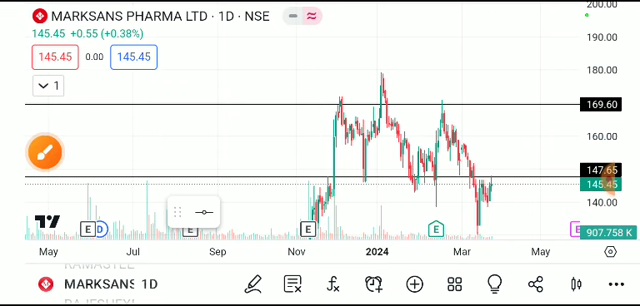 MARKSANS PHARMA LTD · 1D · NSE
145.45 +0.55 (+0.38%)
145.45 0.00 145.45
1
200.00
190.00
180.00
169.60
160.00
147.65
145.45
140.00
907.758 K
E D E E E E
May Jul Sep Nov 2024 Mar May
MARKSANS 1D